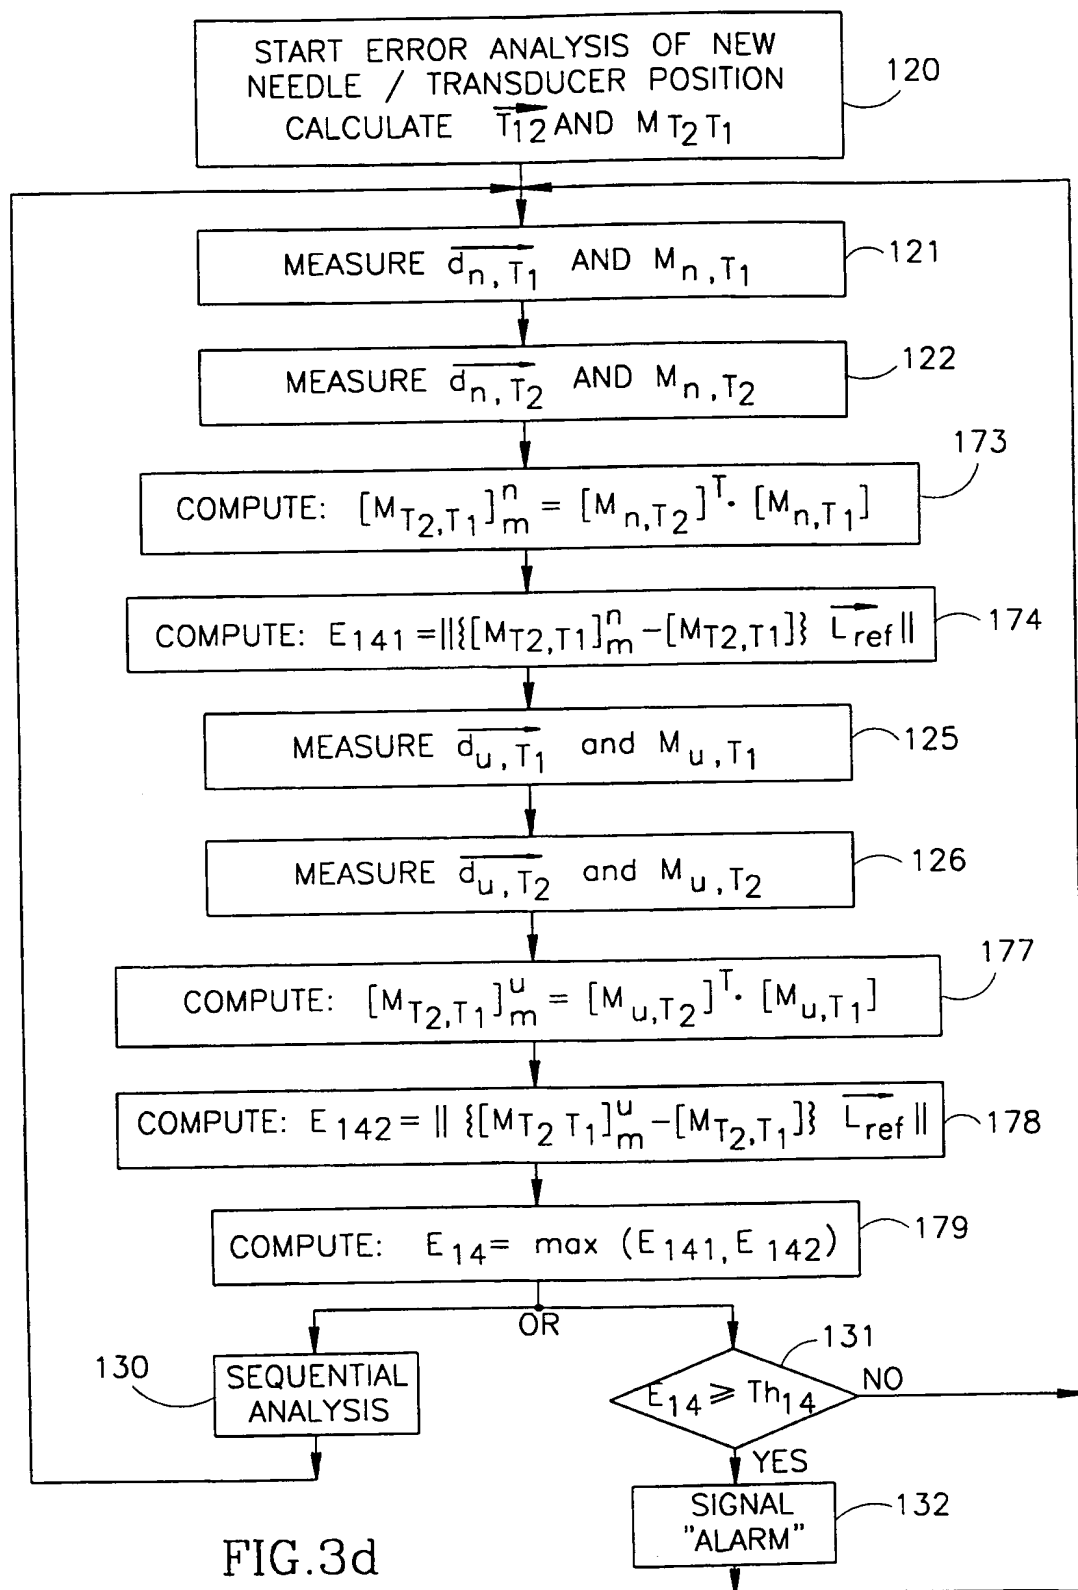 START ERROR ANALYSIS OF NEW
NEEDLE / TRANSDUCER POSITION
CALCULATE T12 AND M T2 T1
120
MEASURE dn,T1 AND Mn,T1
121
MEASURE dn,T2 AND Mn,T2
122
173
COMPUTE: [MT2,T1]nm = [Mn,T2]T· [Mn,T1]
COMPUTE: E141 =||{[MT2,T1]nm–[MT2,T1]} Lref||
174
MEASURE du,T1 and Mu,T1
125
MEASURE du,T2 and Mu,T2
126
177
COMPUTE: [MT2,T1]um = [Mu,T2]T· [Mu,T1]
COMPUTE: E142 = || {[MT2 T1]um–[MT2,T1]} Lref||
178
COMPUTE: E14= max (E141, E142)
179
OR
131
130
SEQUENTIAL
ANALYSIS
E14 ⩾ Th14
NO
YES
SIGNAL
"ALARM"
132
FIG.3d